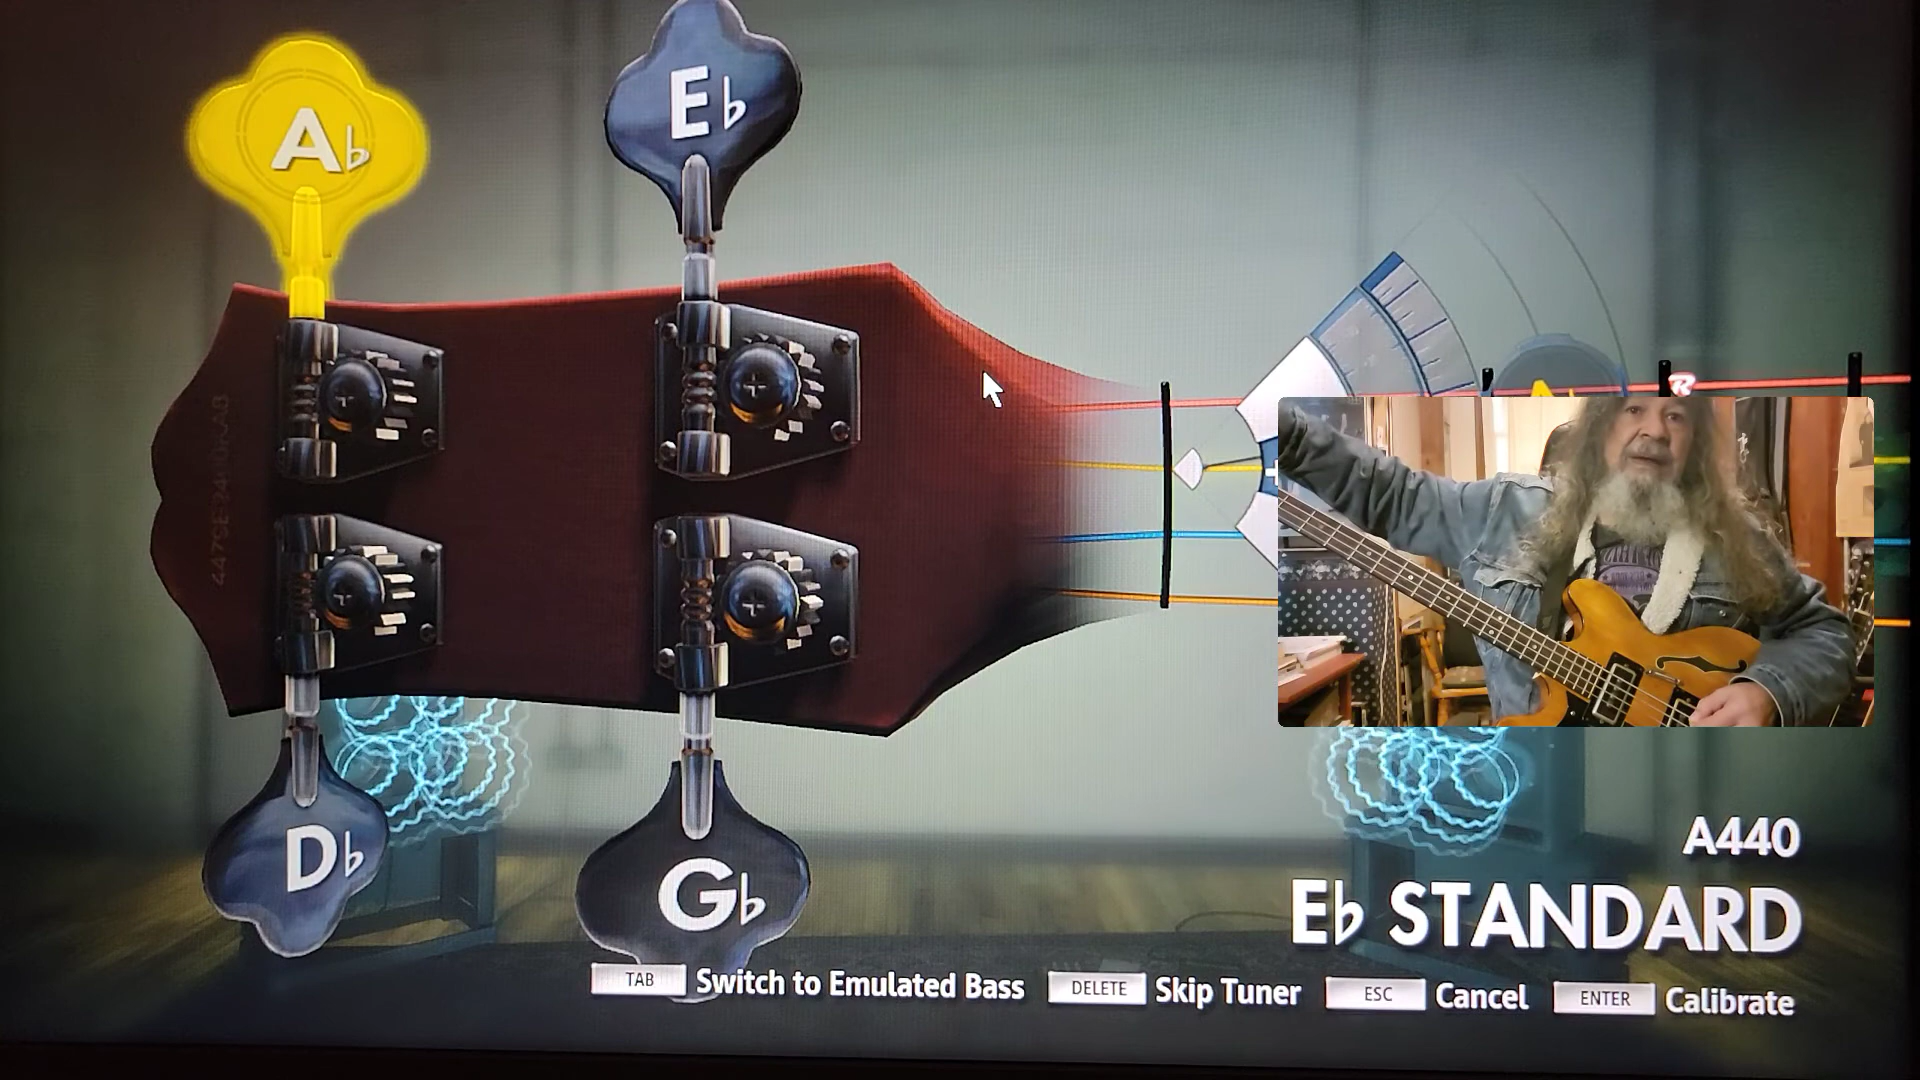 A♭
E♭
D♭
G♭
A440
E♭ STANDARD
TAB Switch to Emulated Bass DELETE Skip Tuner ESC Cancel ENTER Calibrate